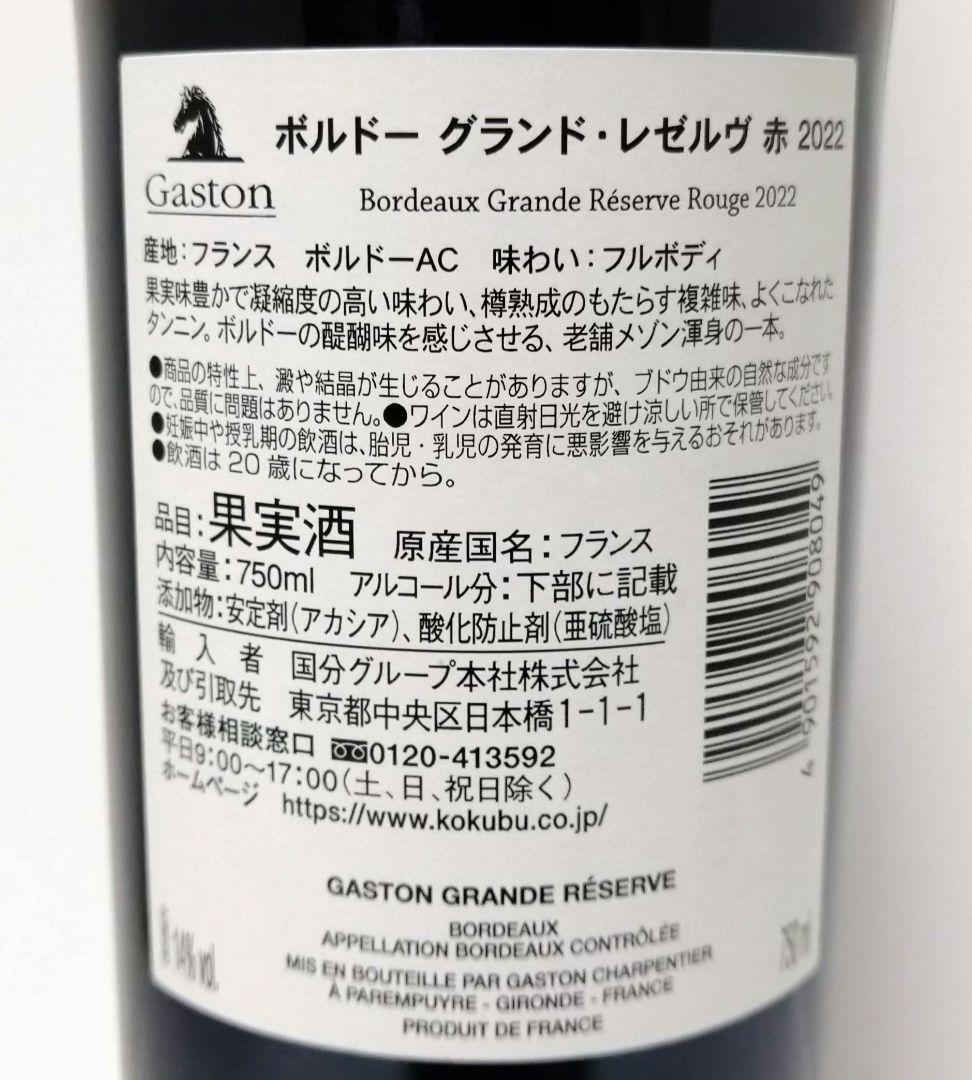 Gaston
ボルドー グランド・レゼルヴ 赤 2022
Bordeaux Grande Réserve Rouge 2022
産地：フランス ボルドーAC 味わい：フルボディ
果実味豊かで凝縮度の高い味わい、樽熟成のもたらす複雑味、よくこなれた
タンニン。ボルドーの醍醐味を感じさせる、老舗メゾン渾身の一本。
●商品の特性上、澱や結晶が生じることがありますが、ブドウ由来の自然な成分です
ので、品質に問題はありません。●ワインは直射日光を避け涼しい所で保管してください。
●妊娠中や授乳期の飲酒は、胎児・乳児の発育に悪影響を与えるおそれがあります。
●飲酒は20歳になってから。
品目：果実酒 原産国名：フランス
内容量：750ml アルコール分：下部に記載
添加物：安定剤（アカシア）、酸化防止剤（亜硫酸塩）
輸入者 国分グループ本社株式会社
及び引取先 東京都中央区日本橋1-1-1
お客様相談窓口 0120-413592
平日9：00～17：00（土、日、祝日除く）
ホームページ https://www.kokubu.co.jp/
4 901592 908049
GASTON GRANDE RÉSERVE
BORDEAUX
APPELLATION BORDEAUX CONTRÔLÉE
MIS EN BOUTEILLE PAR GASTON CHARPENTIER
À PAREMPUYRE - GIRONDE - FRANCE
PRODUIT DE FRANCE
14% vol.
750 ml